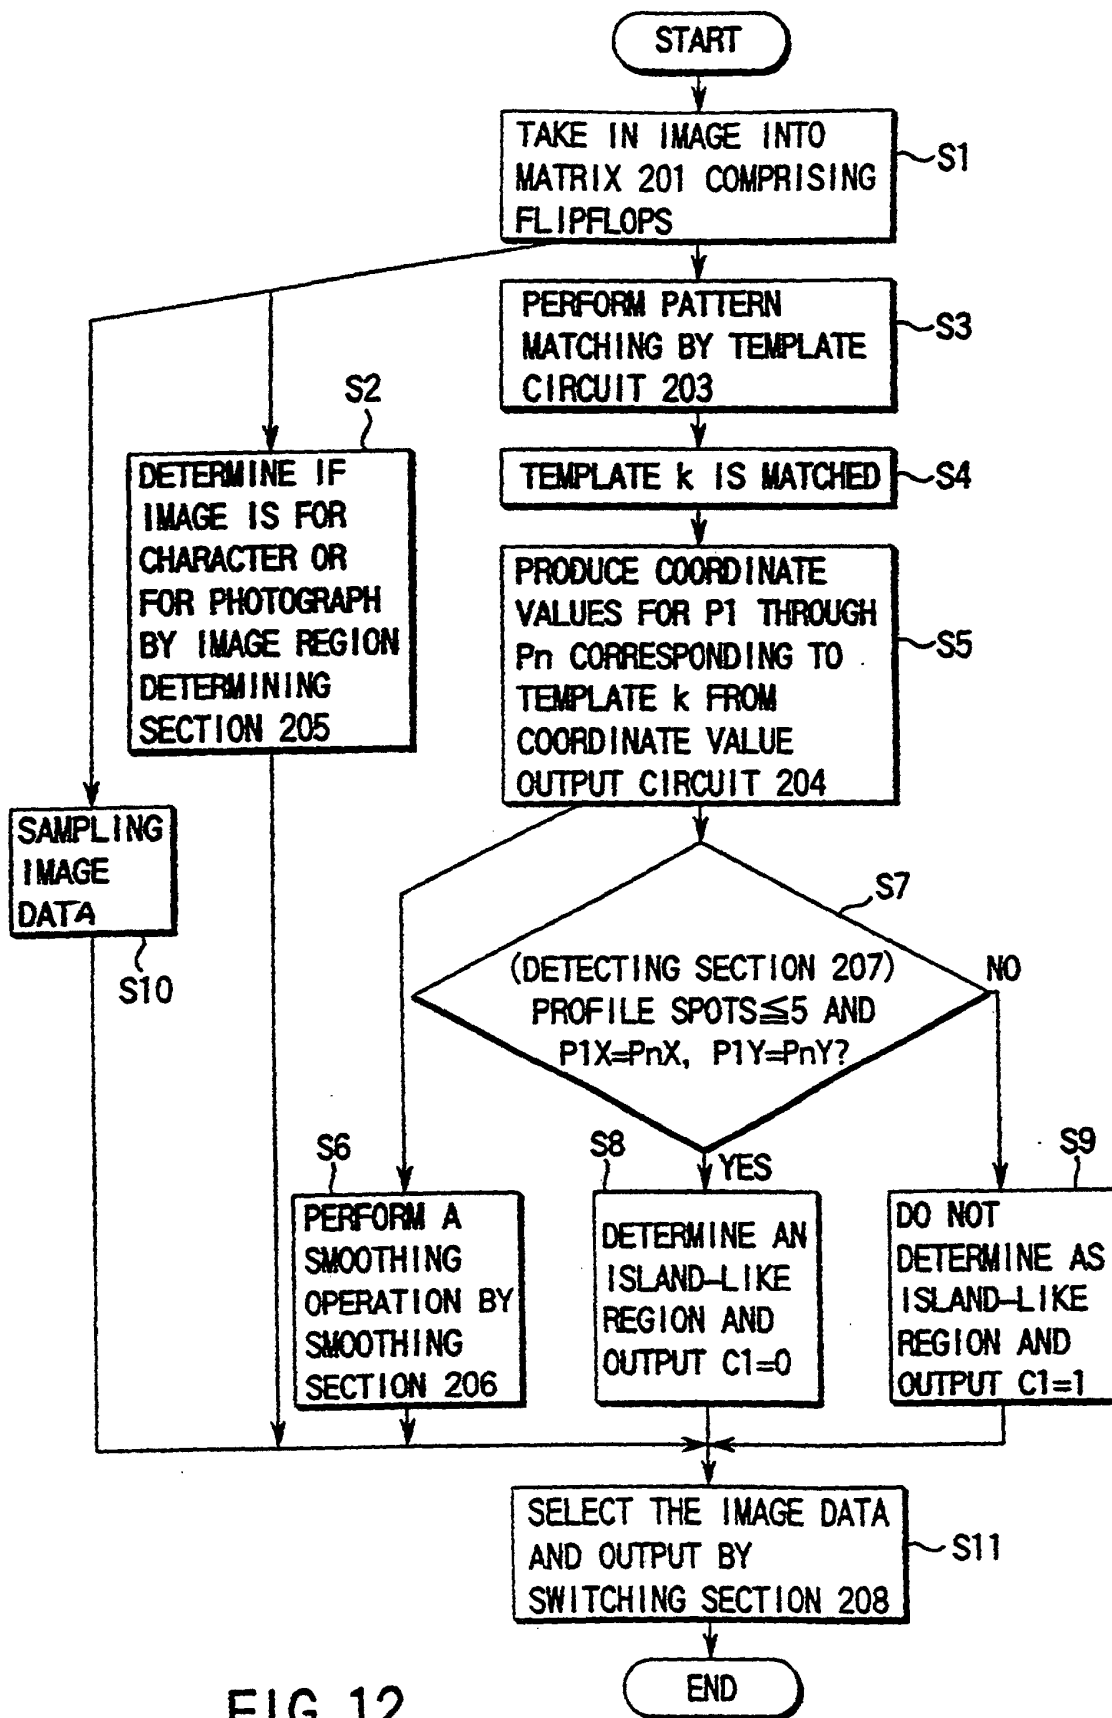 START
TAKE IN IMAGE INTO
MATRIX 201 COMPRISING
FLIPFLOPS
S1
PERFORM PATTERN
MATCHING BY TEMPLATE
CIRCUIT 203
S3
S2
DETERMINE IF
IMAGE IS FOR
CHARACTER OR
FOR PHOTOGRAPH
BY IMAGE REGION
DETERMINING
SECTION 205
TEMPLATE k IS MATCHED
S4
PRODUCE COORDINATE
VALUES FOR P1 THROUGH
Pn CORRESPONDING TO
TEMPLATE k FROM
COORDINATE VALUE
OUTPUT CIRCUIT 204
S5
SAMPLING
IMAGE
DATA
S10
S7
(DETECTING SECTION 207)
PROFILE SPOTS≦5 AND
P1X=PnX, P1Y=PnY?
NO
YES
S6
PERFORM A
SMOOTHING
OPERATION BY
SMOOTHING
SECTION 206
S8
DETERMINE AN
ISLAND-LIKE
REGION AND
OUTPUT C1=0
S9
DO NOT
DETERMINE AS
ISLAND-LIKE
REGION AND
OUTPUT C1=1
SELECT THE IMAGE DATA
AND OUTPUT BY
SWITCHING SECTION 208
S11
END
FIG. 12